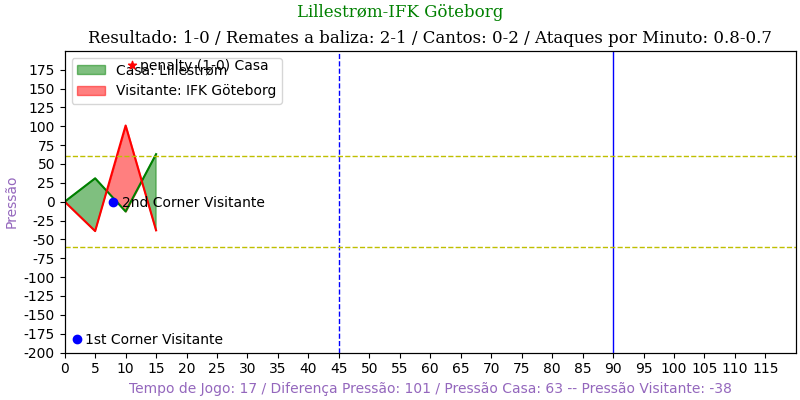 Lillestrøm-IFK Göteborg
Resultado: 1-0 / Remates a baliza: 2-1 / Cantos: 0-2 / Ataques por Minuto: 0.8-0.7
penalty (1-0) Casa
Casa: Lillestrøm
Visitante: IFK Göteborg
2nd Corner Visitante
1st Corner Visitante
Pressão
175
150
125
100
75
50
25
0
-25
-50
-75
-100
-125
-150
-175
-200
0 5 10 15 20 25 30 35 40 45 50 55 60 65 70 75 80 85 90 95 100 105 110 115
Tempo de Jogo: 17 / Diferença Pressão: 101 / Pressão Casa: 63 -- Pressão Visitante: -38